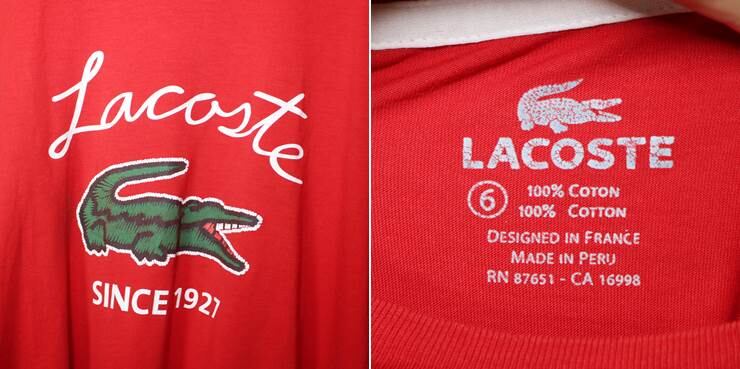 Lacoste
SINCE 1927
LACOSTE
6
100% COTON
100% COTTON
DESIGNED IN FRANCE
MADE IN PERU
RN 87651 - CA 16998